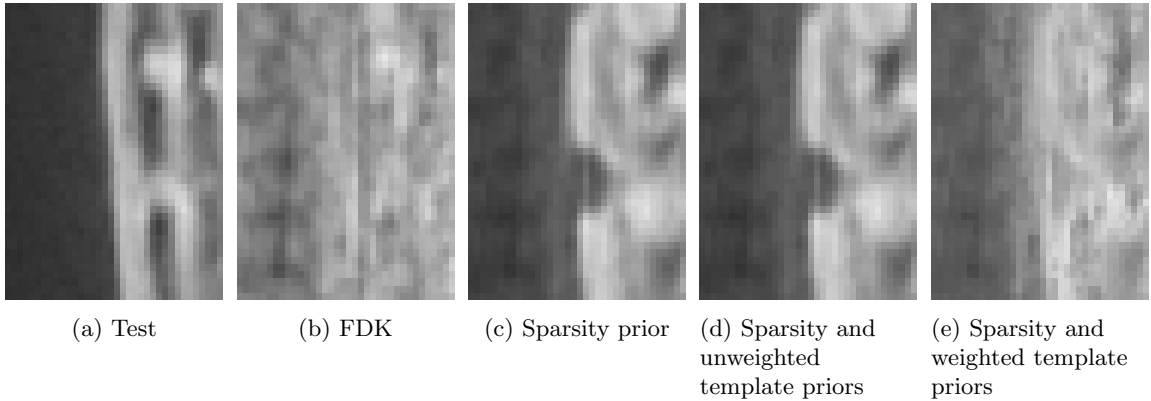 (a) Test
(b) FDK
(c) Sparsity prior
(d) Sparsity and
unweighted
template priors
(e) Sparsity and
weighted template
priors